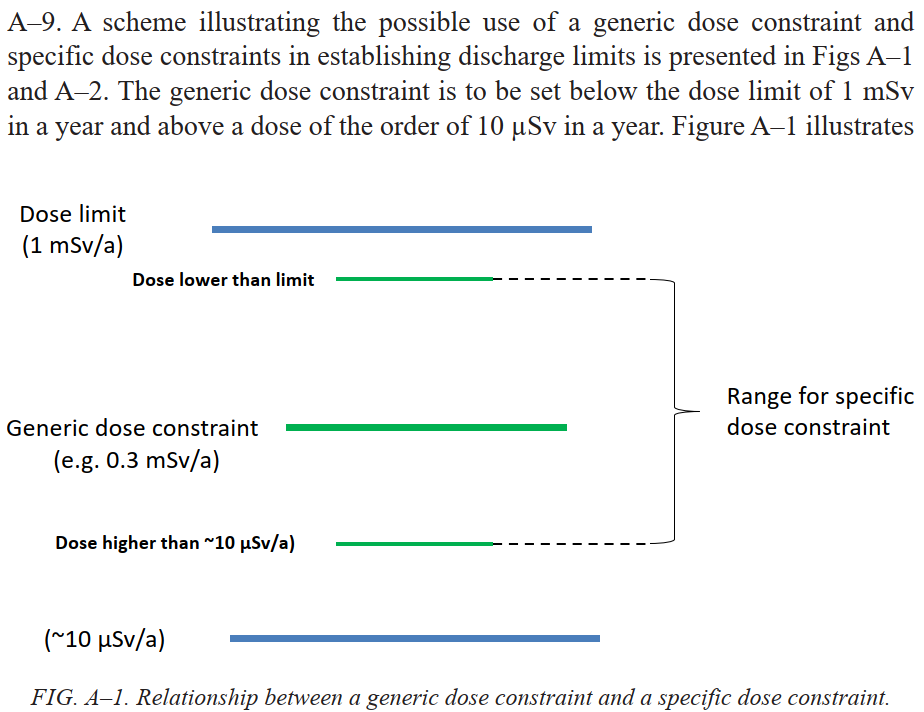 A–9. A scheme illustrating the possible use of a generic dose constraint and
specific dose constraints in establishing discharge limits is presented in Figs A–1
and A–2. The generic dose constraint is to be set below the dose limit of 1 mSv
in a year and above a dose of the order of 10 μSv in a year. Figure A–1 illustrates
Dose limit
(1 mSv/a)
Dose lower than limit
Range for specific
dose constraint
Generic dose constraint
(e.g. 0.3 mSv/a)
Dose higher than ~10 μSv/a)
(~10 μSv/a)
FIG. A–1. Relationship between a generic dose constraint and a specific dose constraint.